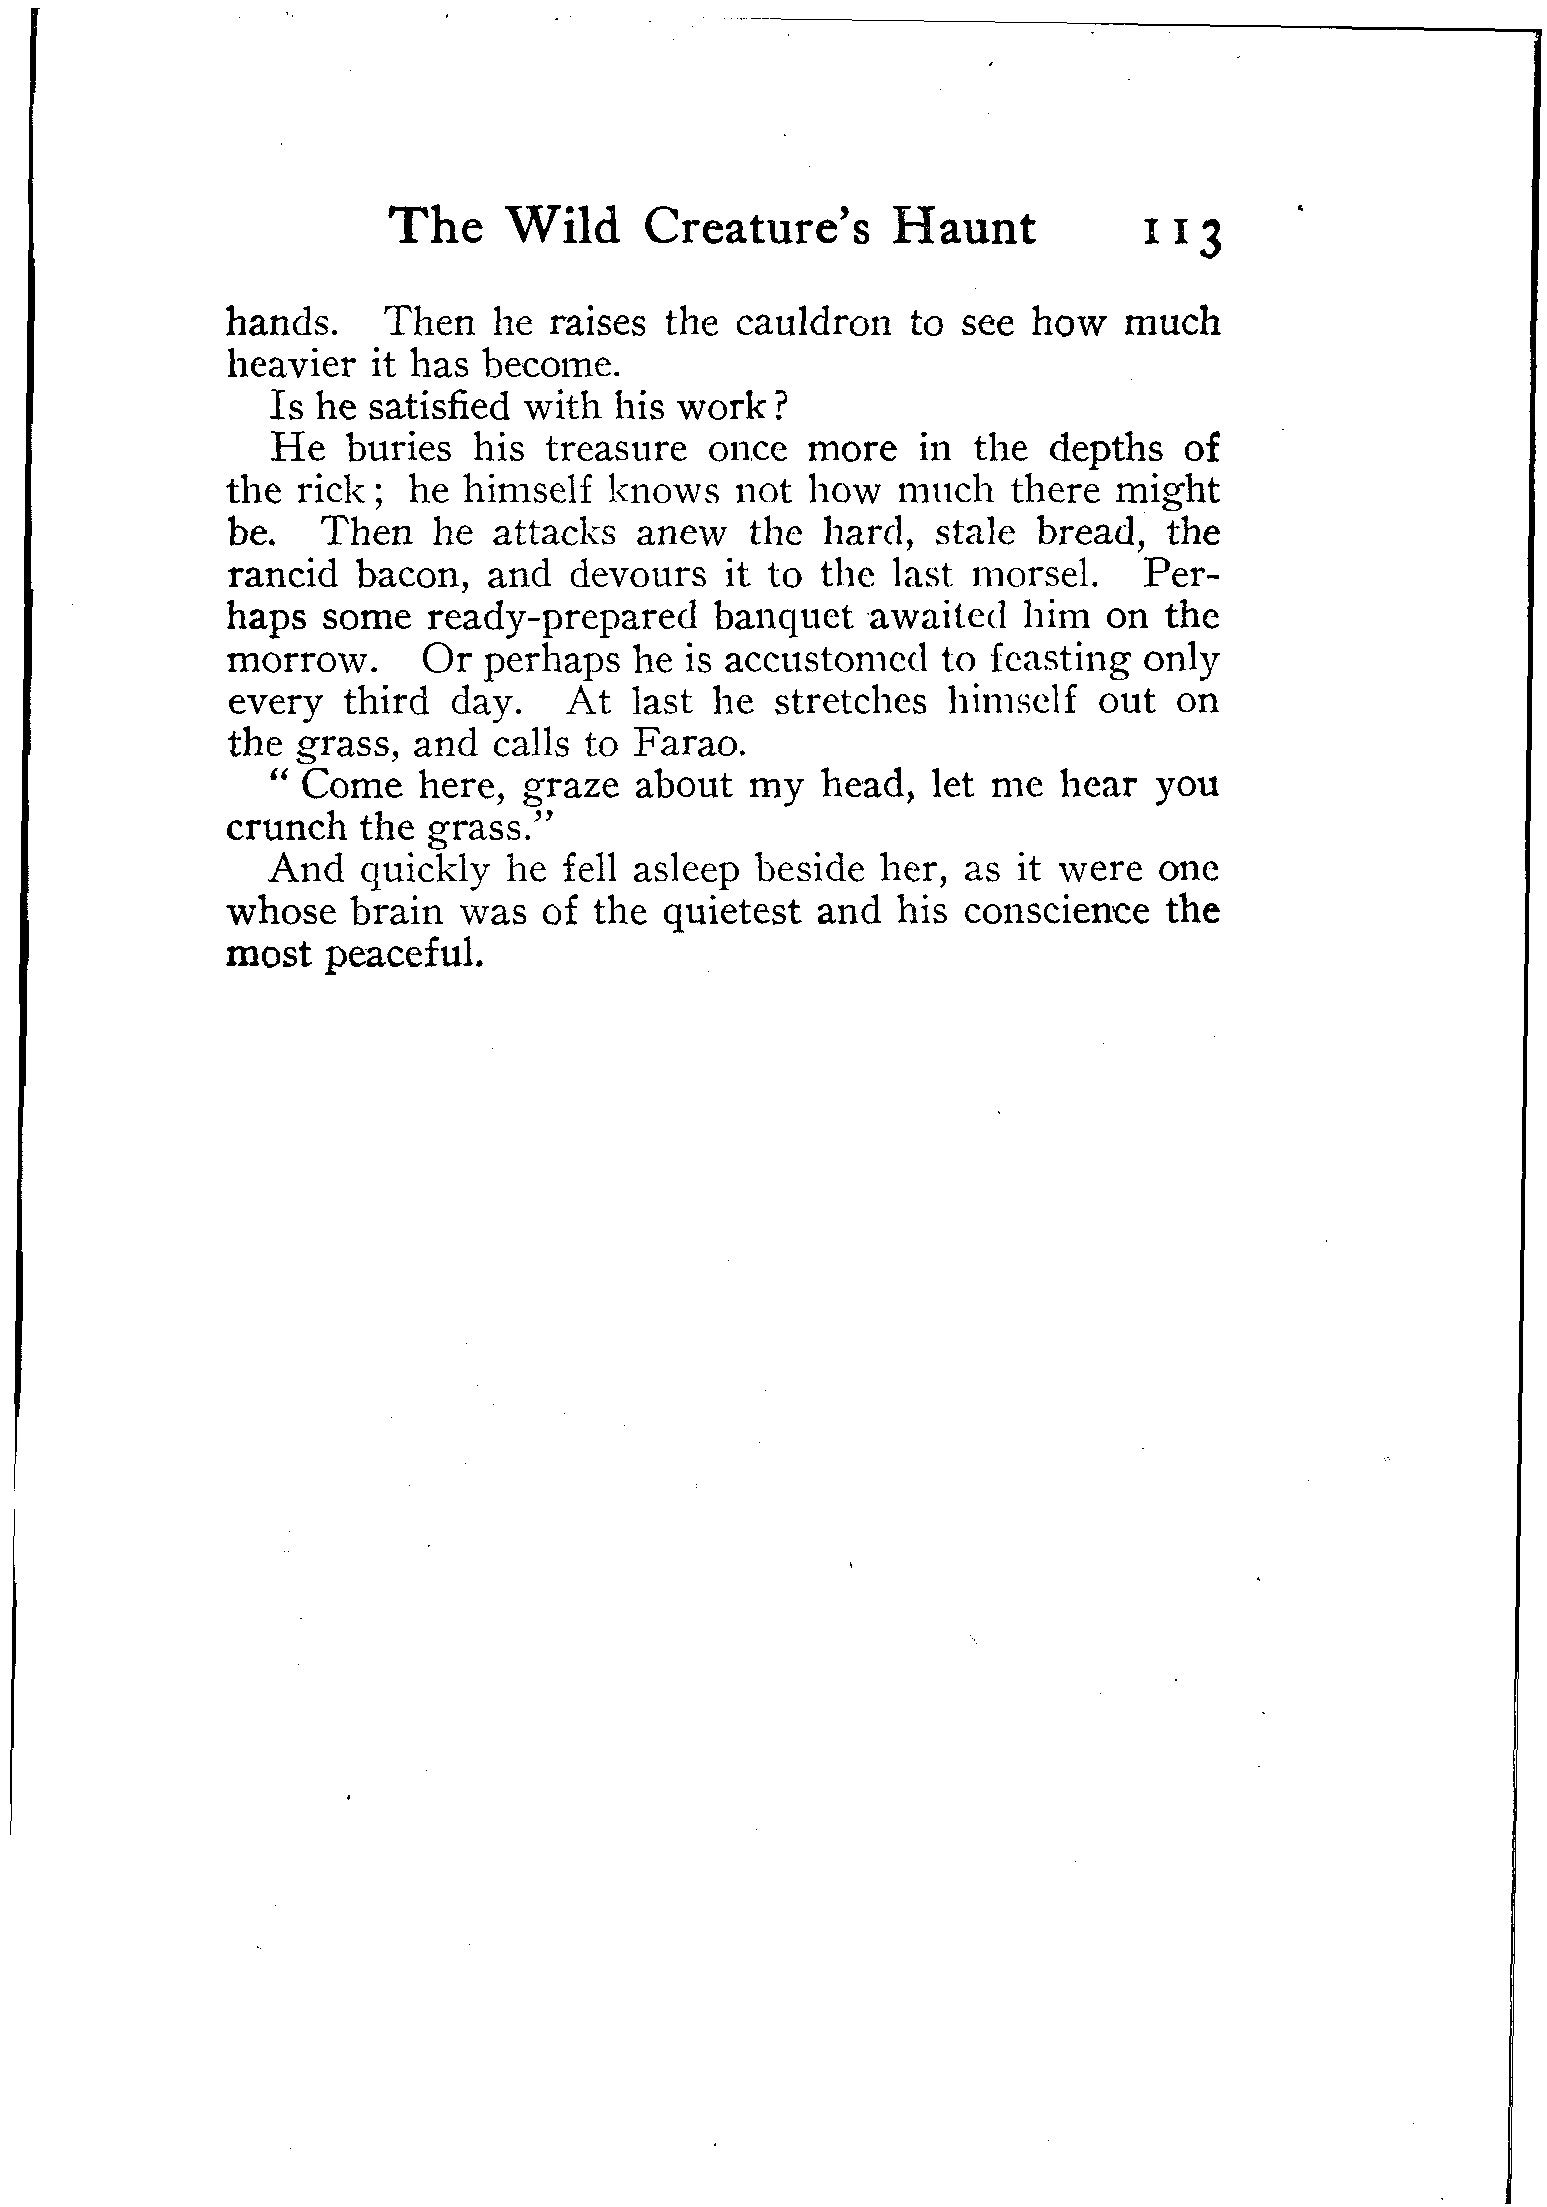 The Wild Creature's Haunt 113
hands. Then he raises the cauldron to see how much
heavier it has become.
Is he satisfied with his work?
He buries his treasure once more in the depths of
the rick; he himself knows not how much there might
be. Then he attacks anew the hard, stale bread, the
rancid bacon, and devours it to the last morsel. Per-
haps some ready-prepared banquet awaited him on the
morrow. Or perhaps he is accustomed to feasting only
every third day. At last he stretches himself out on
the grass, and calls to Farao.
“Come here, graze about my head, let me hear you
crunch the grass.”
And quickly he fell asleep beside her, as it were one
whose brain was of the quietest and his conscience the
most peaceful.